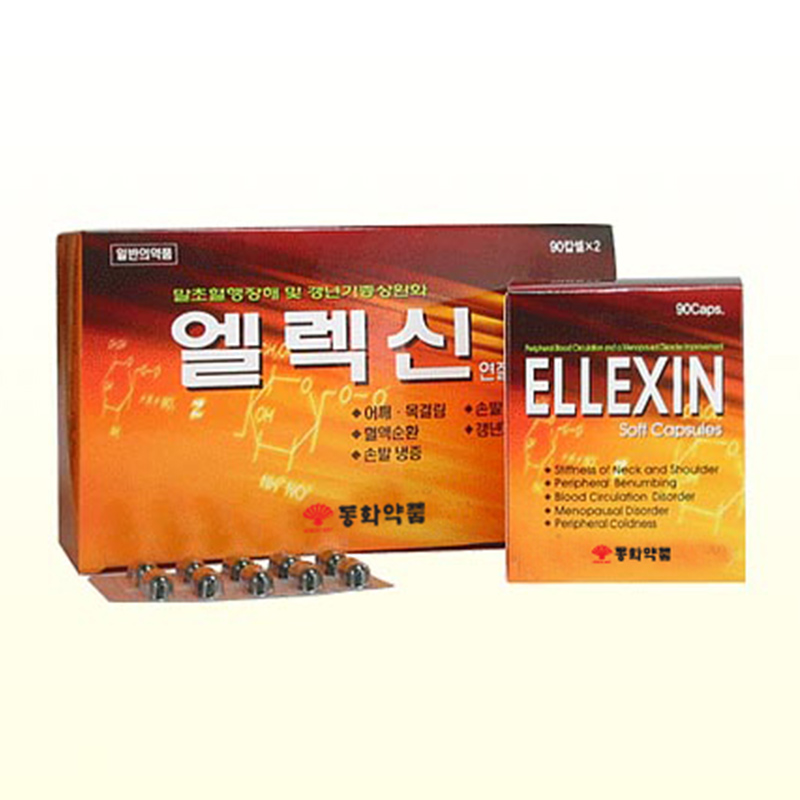 일반의약품
90캅셀×2
말초혈행장해 및 갱년기증상완화
엘렉신 연질
• 어깨 · 목결림
• 혈액순환
• 손발 냉증
• 손발
• 갱년
동화약품
90Caps.
Peripheral Blood Circulation and a Menopausal Disorder Improvement
ELLEXIN
Soft Capsules
• Stiffness of Neck and Shoulder
• Peripheral Benumbing
• Blood Circulation Disorder
• Menopausal Disorder
• Peripheral Coldness
동화약품